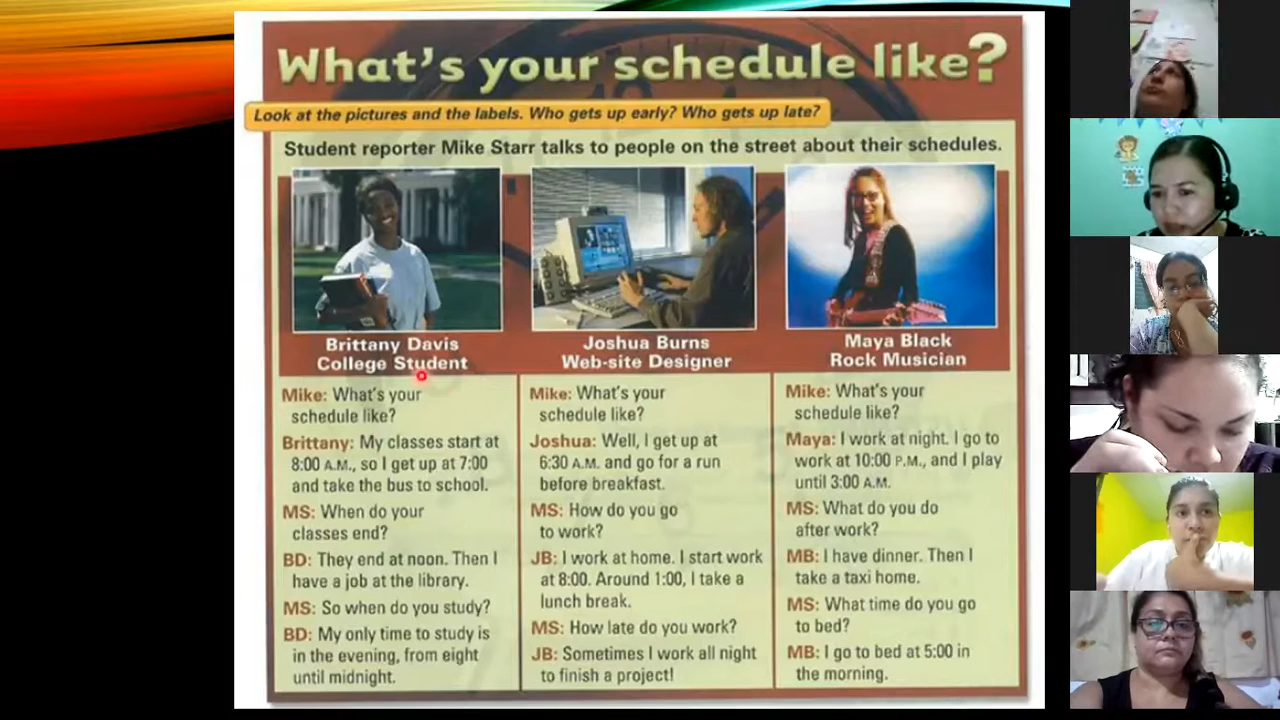 What's your schedule like?
Look at the pictures and the labels. Who gets up early? Who gets up late?
Student reporter Mike Starr talks to people on the street about their schedules.
Brittany Davis
College Student
Mike: What's your
schedule like?
Brittany: My classes start at
8:00 A.M., so I get up at 7:00
and take the bus to school.
MS: When do your
classes end?
BD: They end at noon. Then I
have a job at the library.
MS: So when do you study?
BD: My only time to study is
in the evening, from eight
until midnight.
Joshua Burns
Web-site Designer
Mike: What's your
schedule like?
Joshua: Well, I get up at
6:30 A.M. and go for a run
before breakfast.
MS: How do you go
to work?
JB: I work at home. I start work
at 8:00. Around 1:00, I take a
lunch break.
MS: How late do you work?
JB: Sometimes I work all night
to finish a project!
Maya Black
Rock Musician
Mike: What's your
schedule like?
Maya: I work at night. I go to
work at 10:00 P.M., and I play
until 3:00 A.M.
MS: What do you do
after work?
MB: I have dinner. Then I
take a taxi home.
MS: What time do you go
to bed?
MB: I go to bed at 5:00 in
the morning.